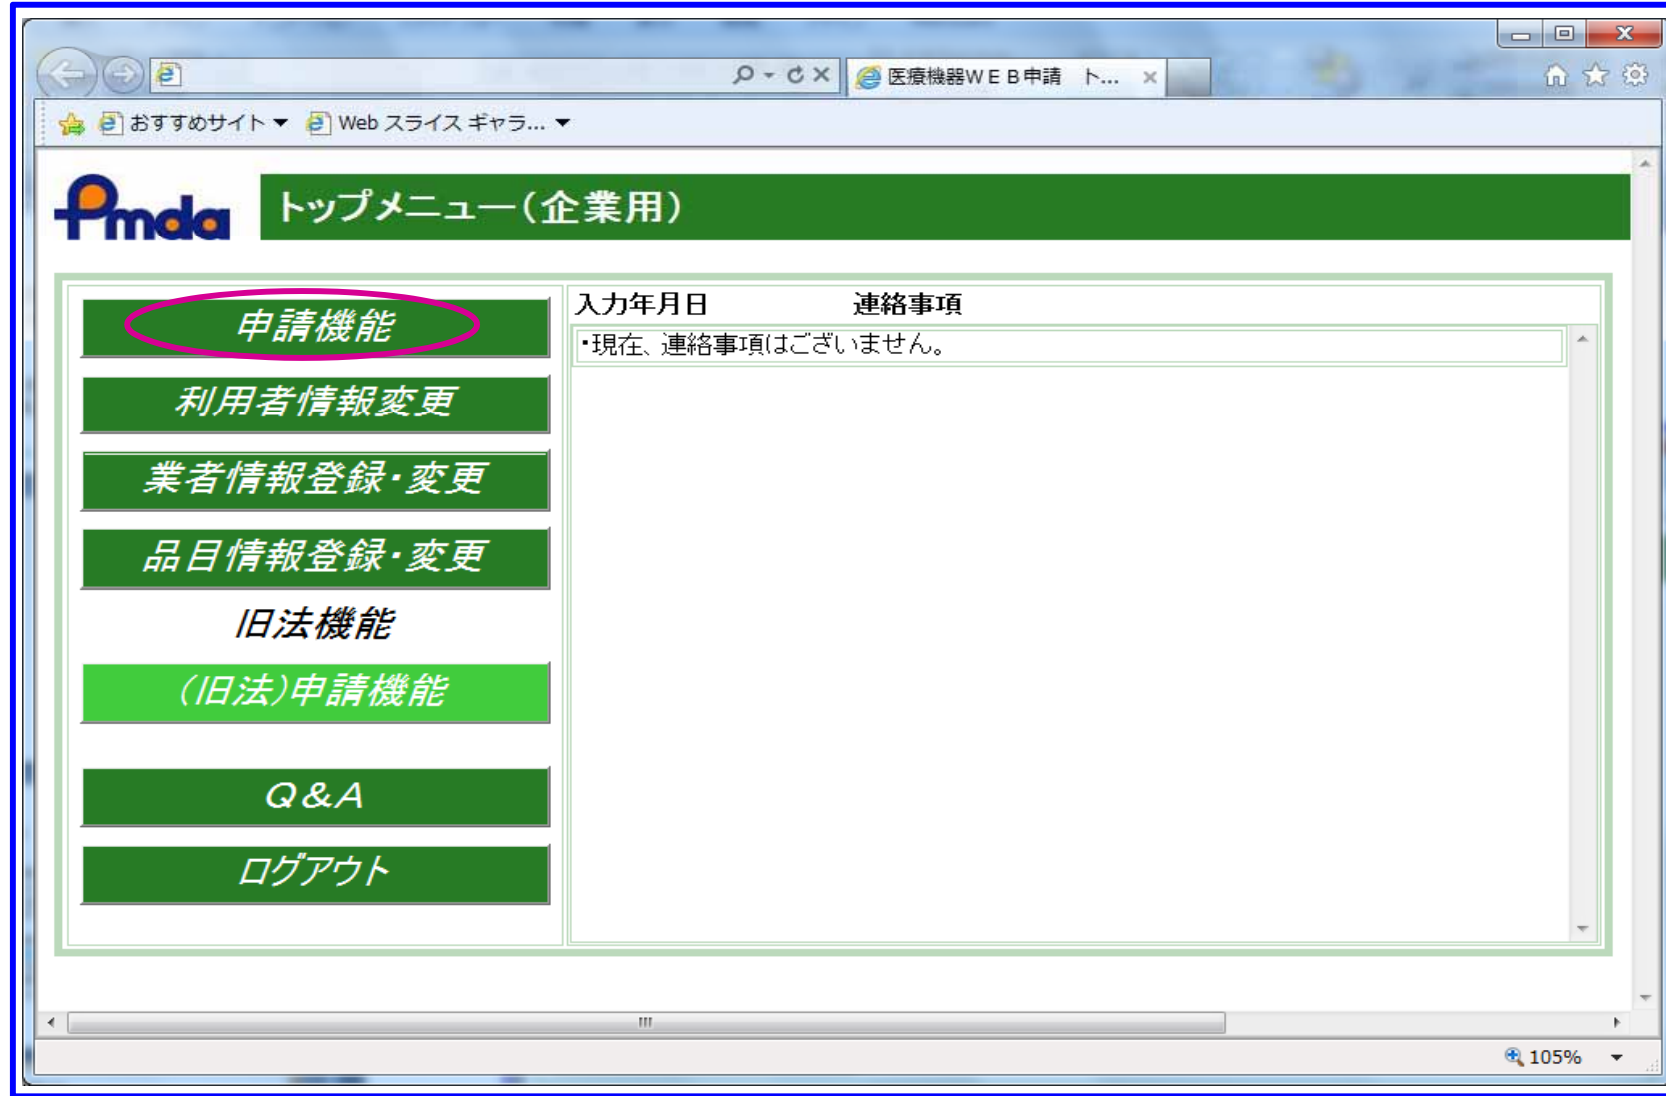 医療機器ＷＥＢ申請　ト...
おすすめサイト
Web スライス ギャラ...
Pmda
トップメニュー（企業用）
申請機能
利用者情報変更
業者情報登録・変更
品目情報登録・変更
旧法機能
（旧法）申請機能
Ｑ＆Ａ
ログアウト
入力年月日　連絡事項
・現在、連絡事項はございません。
105%